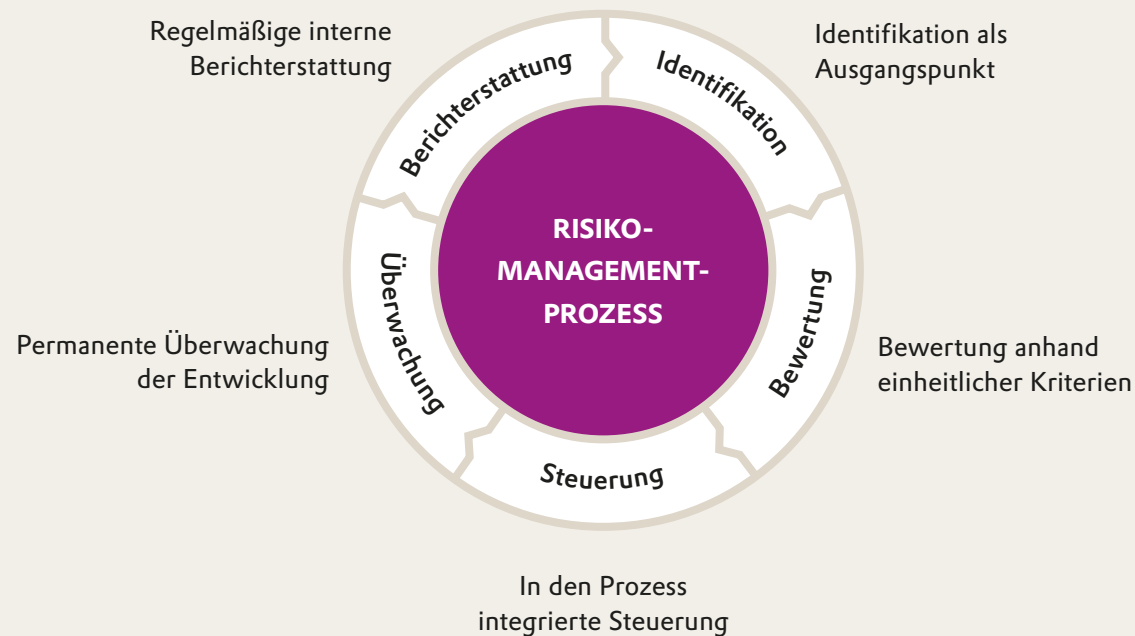 Regelmäßige interne
Berichterstattung
Identifikation als
Ausgangspunkt
Berichterstattung
Identifikation
RISIKO-
MANAGEMENT-
PROZESS
Überwachung
Bewertung
Permanente Überwachung
der Entwicklung
Bewertung anhand
einheitlicher Kriterien
Steuerung
In den Prozess
integrierte Steuerung